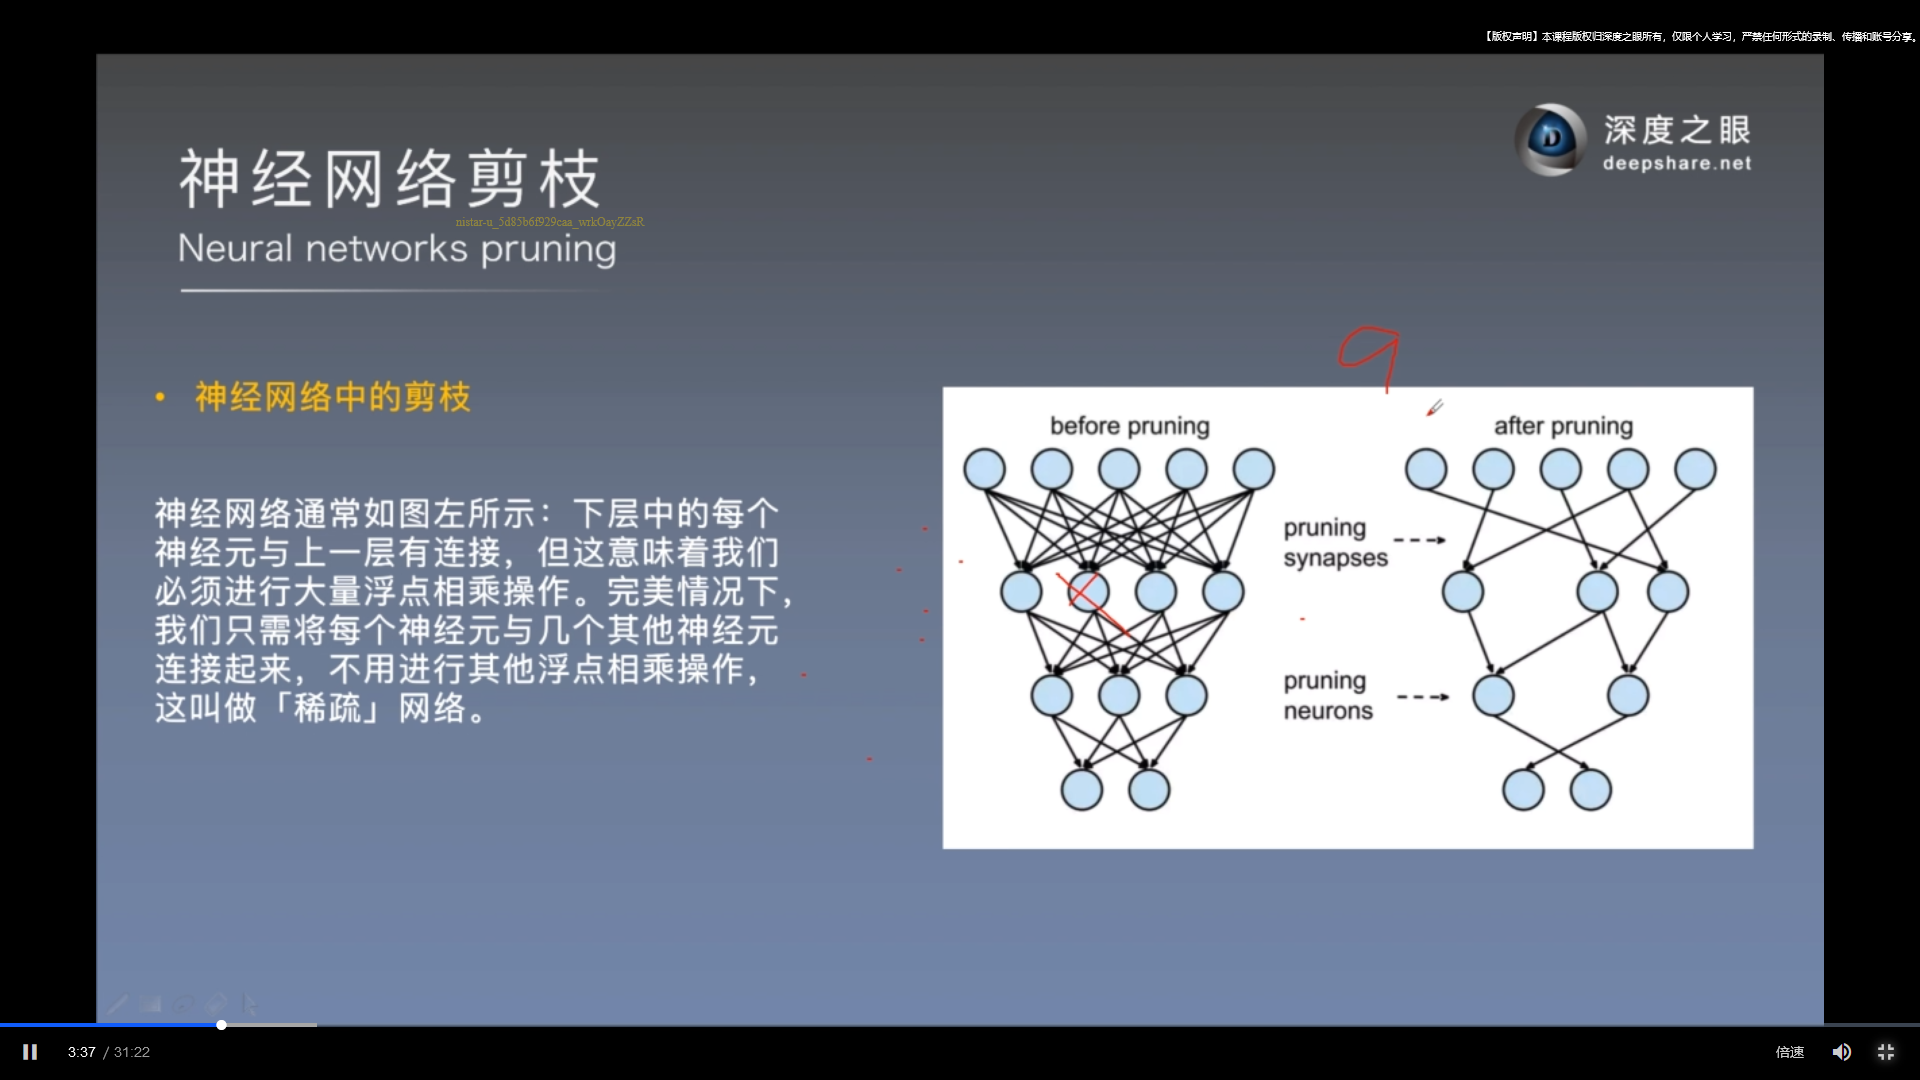 【版权声明】本课程版权归深度之眼所有，仅限个人学习，严禁任何形式的录制、传播和账号分享。
深度之眼
deepshare.net
神经网络剪枝
nistar-u_5d85b6f929caa_wrkOayZZsR
Neural networks pruning
9
• 神经网络中的剪枝
神经网络通常如图左所示：下层中的每个
神经元与上一层有连接，但这意味着我们
必须进行大量浮点相乘操作。完美情况下，
我们只需将每个神经元与几个其他神经元
连接起来，不用进行其他浮点相乘操作，
这叫做「稀疏」网络。
before pruning
after pruning
pruning
synapses
pruning
neurons
3:37 / 31:22
倍速